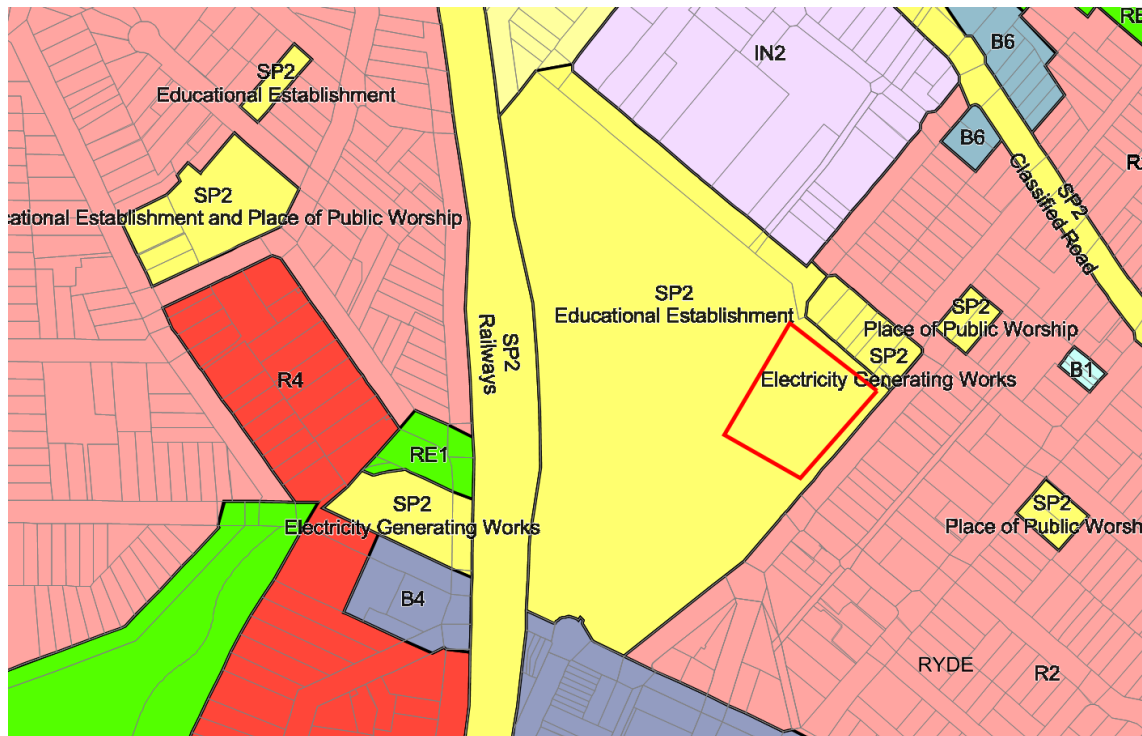 RE
B6
IN2
SP2
Educational Establishment
B6
R
SP2
cational Establishment and Place of Public Worship
SP2
Classified Road
SP2
Educational Establishment
SP2
Place of Public Worship
SP2
Railways
SP2
Electricity Generating Works
B1
R4
RE1
SP2
Electricity Generating Works
SP2
Place of Public Worsh
B4
RYDE
R2